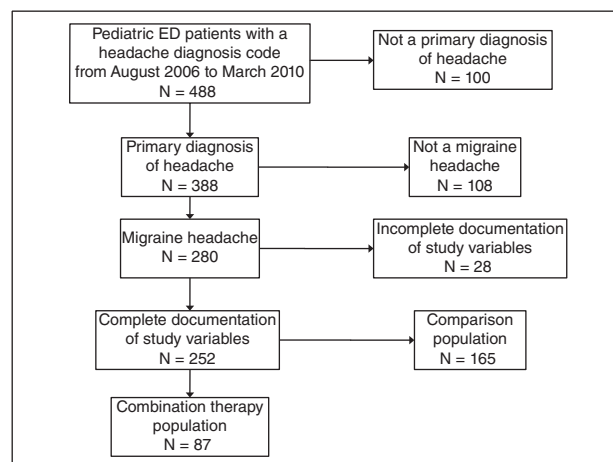 Pediatric ED patients with a
headache diagnosis code
from August 2006 to March 2010
N = 488
Not a primary diagnosis
of headache
N = 100
Primary diagnosis
of headache
N = 388
Not a migraine
headache
N = 108
Migraine headache
N = 280
Incomplete documentation
of study variables
N = 28
Complete documentation
of study variables
N = 252
Comparison
population
N = 165
Combination therapy
population
N = 87